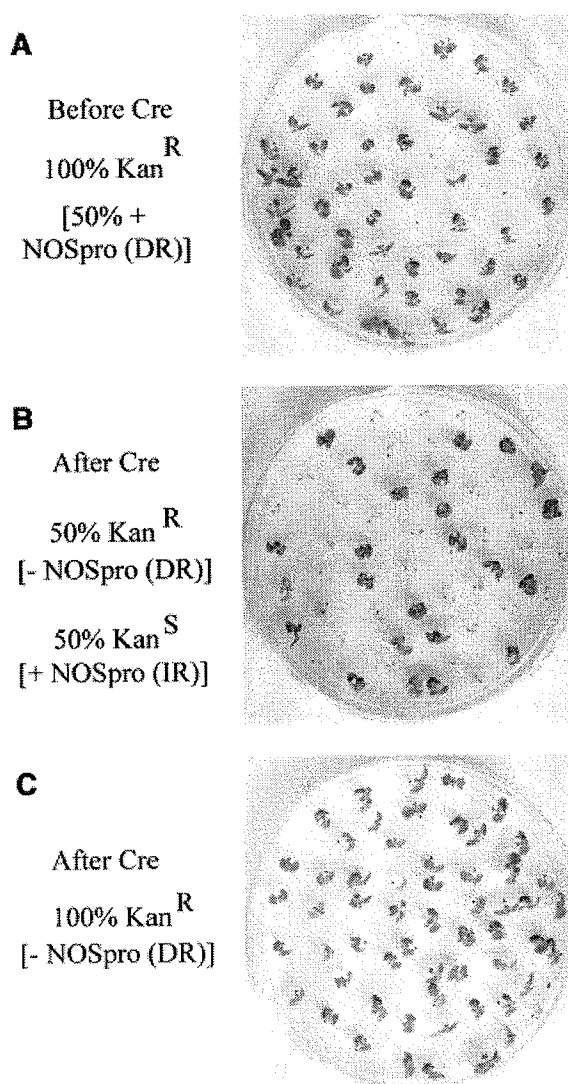 A
Before Cre
100% Kan^R
[50% +
NOSpro (DR)]
B
After Cre
50% Kan^R
[- NOSpro (DR)]
50% Kan^S
[+ NOSpro (IR)]
C
After Cre
100% Kan^R
[- NOSpro (DR)]